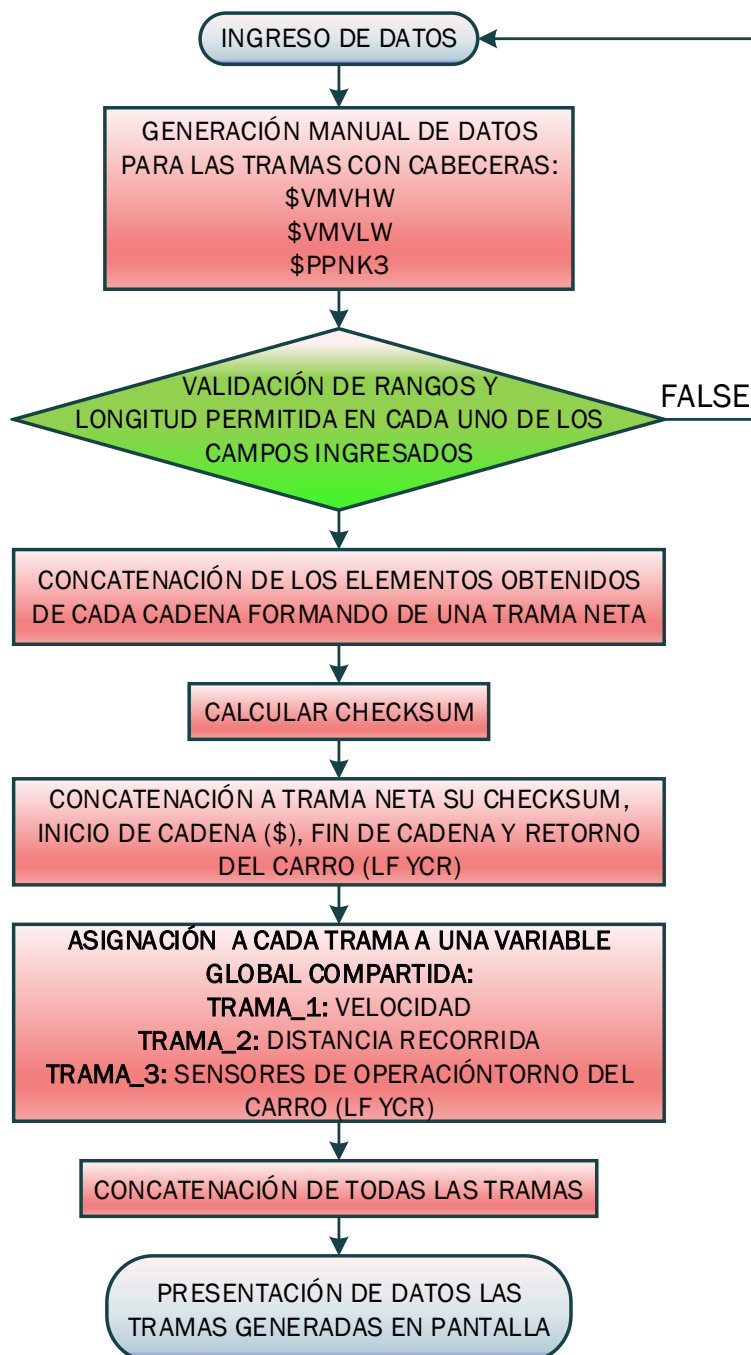 INGRESO DE DATOS
GENERACIÓN MANUAL DE DATOS
PARA LAS TRAMAS CON CABECERAS:
$VMVHW
$VMVLW
$PPNK3
VALIDACIÓN DE RANGOS Y
LONGITUD PERMITIDA EN CADA UNO DE LOS
CAMPOS INGRESADOS
FALSE
CONCATENACIÓN DE LOS ELEMENTOS OBTENIDOS
DE CADA CADENA FORMANDO DE UNA TRAMA NETA
CALCULAR CHECKSUM
CONCATENACIÓN A TRAMA NETA SU CHECKSUM,
INICIO DE CADENA ($), FIN DE CADENA Y RETORNO
DEL CARRO (LF YCR)
ASIGNACIÓN A CADA TRAMA A UNA VARIABLE
GLOBAL COMPARTIDA:
TRAMA_1: VELOCIDAD
TRAMA_2: DISTANCIA RECORRIDA
TRAMA_3: SENSORES DE OPERACIÓNTORNO DEL
CARRO (LF YCR)
CONCATENACIÓN DE TODAS LAS TRAMAS
PRESENTACIÓN DE DATOS LAS
TRAMAS GENERADAS EN PANTALLA